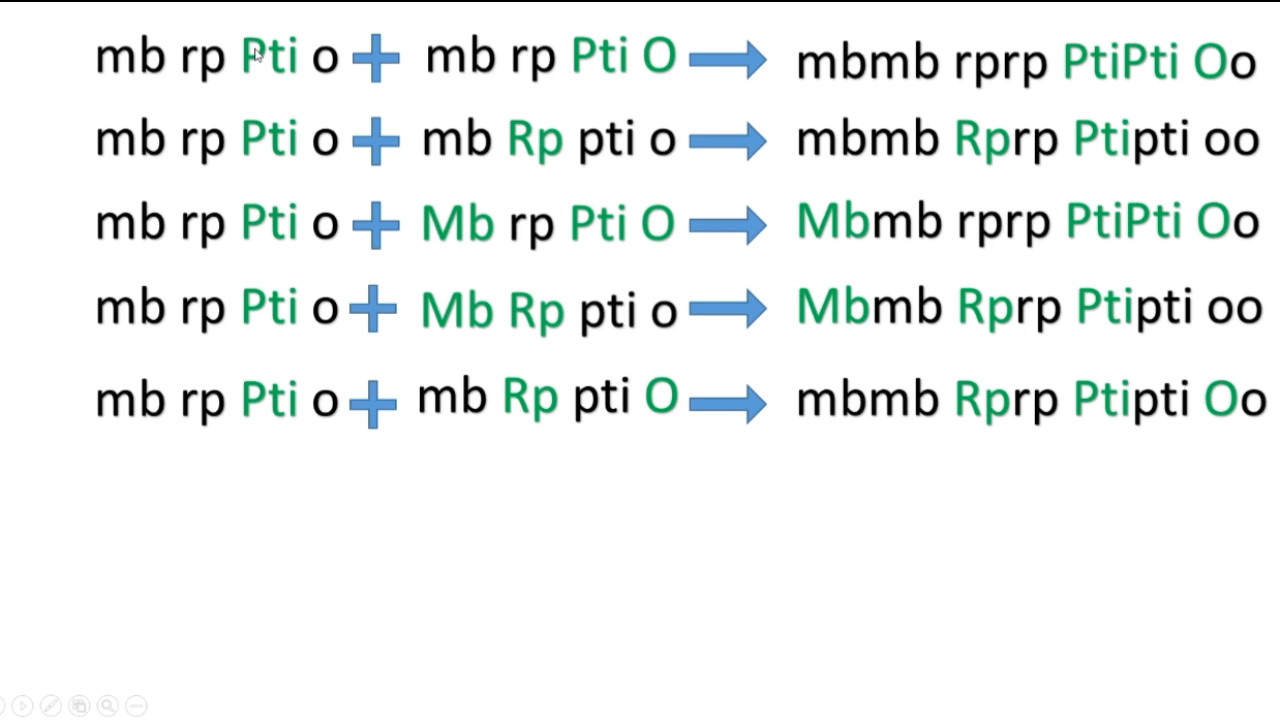 mb rp Pti o + mb rp Pti O → mbmb rprp PtiPti Oo
mb rp Pti o + mb Rp pti o → mbmb Rprp Ptipti oo
mb rp Pti o + Mb rp Pti O → Mbmb rprp PtiPti Oo
mb rp Pti o + Mb Rp pti o → Mbmb Rprp Ptipti oo
mb rp Pti o + mb Rp pti O → mbmb Rprp Ptipti Oo